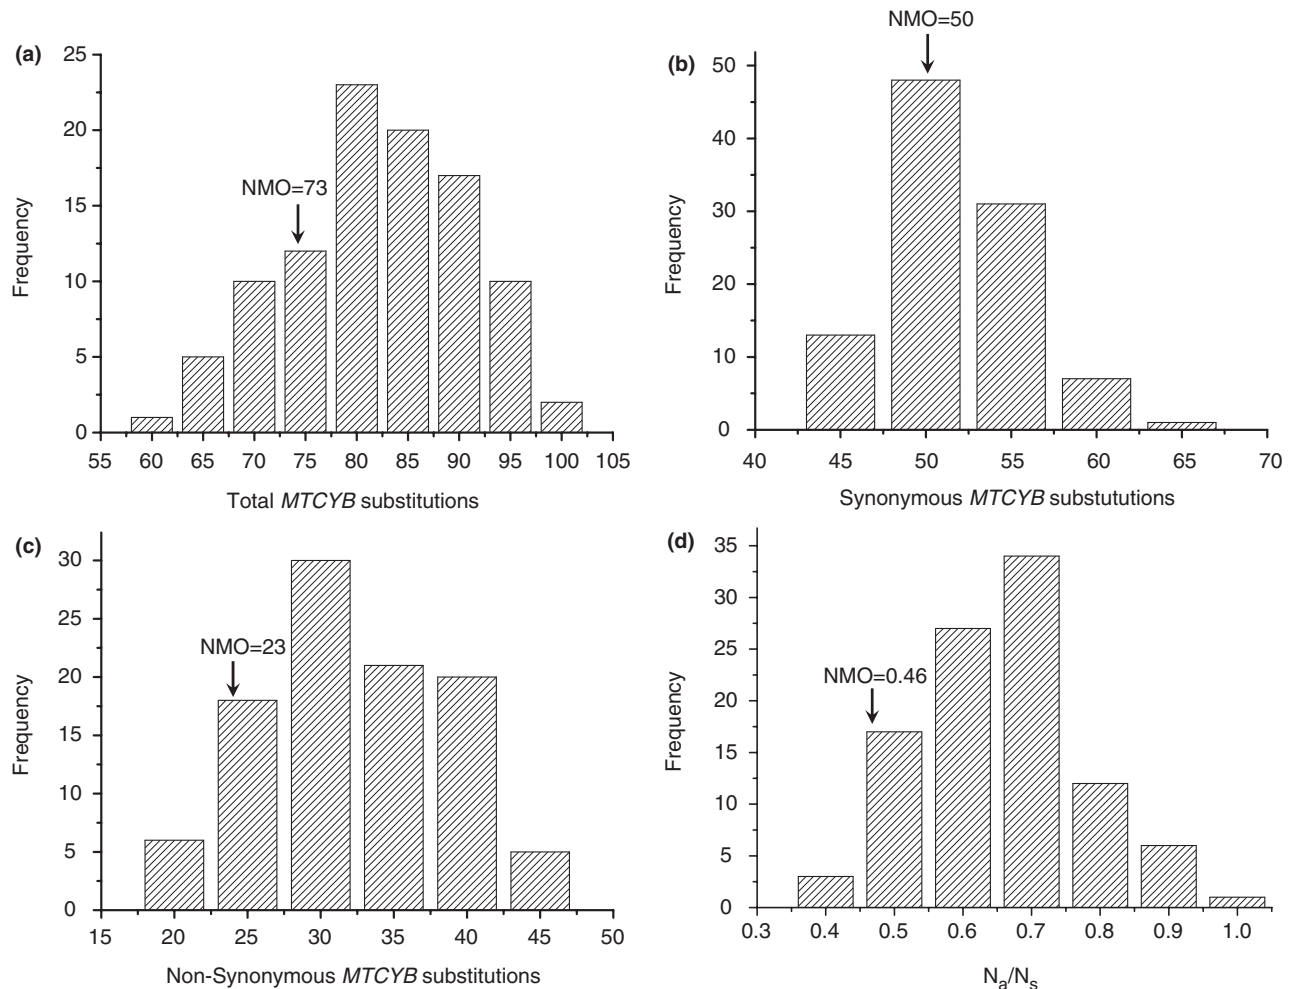 (a)
NMO=73
Frequency
25
20
15
10
5
0
55 60 65 70 75 80 85 90 95 100 105
Total MTCYB substitutions
(b)
NMO=50
Frequency
50
40
30
20
10
0
40 45 50 55 60 65 70
Synonymous MTCYB substututions
(c)
NMO=23
Frequency
30
25
20
15
10
5
0
15 20 25 30 35 40 45 50
Non-Synonymous MTCYB substitutions
(d)
NMO=0.46
Frequency
35
30
25
20
15
10
5
0
0.3 0.4 0.5 0.6 0.7 0.8 0.9 1.0
Na/Ns